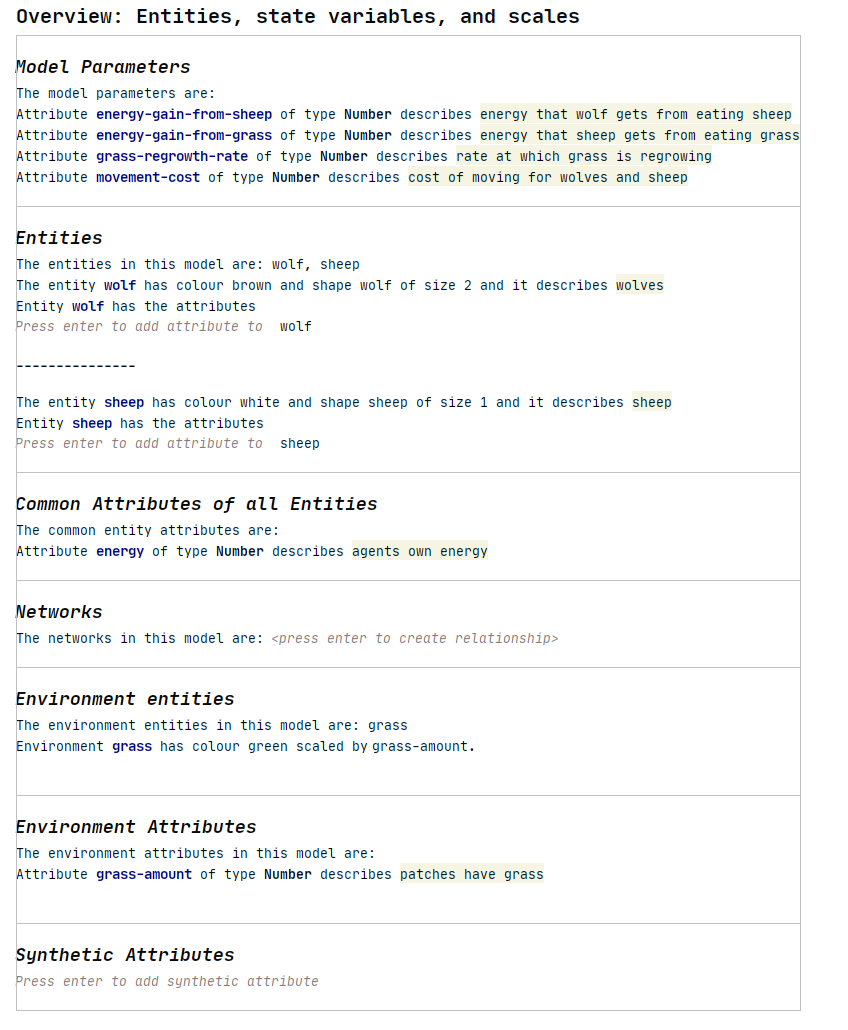 Overview: Entities, state variables, and scales
Model Parameters
The model parameters are:
Attribute energy-gain-from-sheep of type Number describes energy that wolf gets from eating sheep
Attribute energy-gain-from-grass of type Number describes energy that sheep gets from eating grass
Attribute grass-regrowth-rate of type Number describes rate at which grass is regrowing
Attribute movement-cost of type Number describes cost of moving for wolves and sheep
Entities
The entities in this model are: wolf, sheep
The entity wolf has colour brown and shape wolf of size 2 and it describes wolves
Entity wolf has the attributes
Press enter to add attribute to wolf
---------------
The entity sheep has colour white and shape sheep of size 1 and it describes sheep
Entity sheep has the attributes
Press enter to add attribute to sheep
Common Attributes of all Entities
The common entity attributes are:
Attribute energy of type Number describes agents own energy
Networks
The networks in this model are: <press enter to create relationship>
Environment entities
The environment entities in this model are: grass
Environment grass has colour green scaled by grass-amount.
Environment Attributes
The environment attributes in this model are:
Attribute grass-amount of type Number describes patches have grass
Synthetic Attributes
Press enter to add synthetic attribute